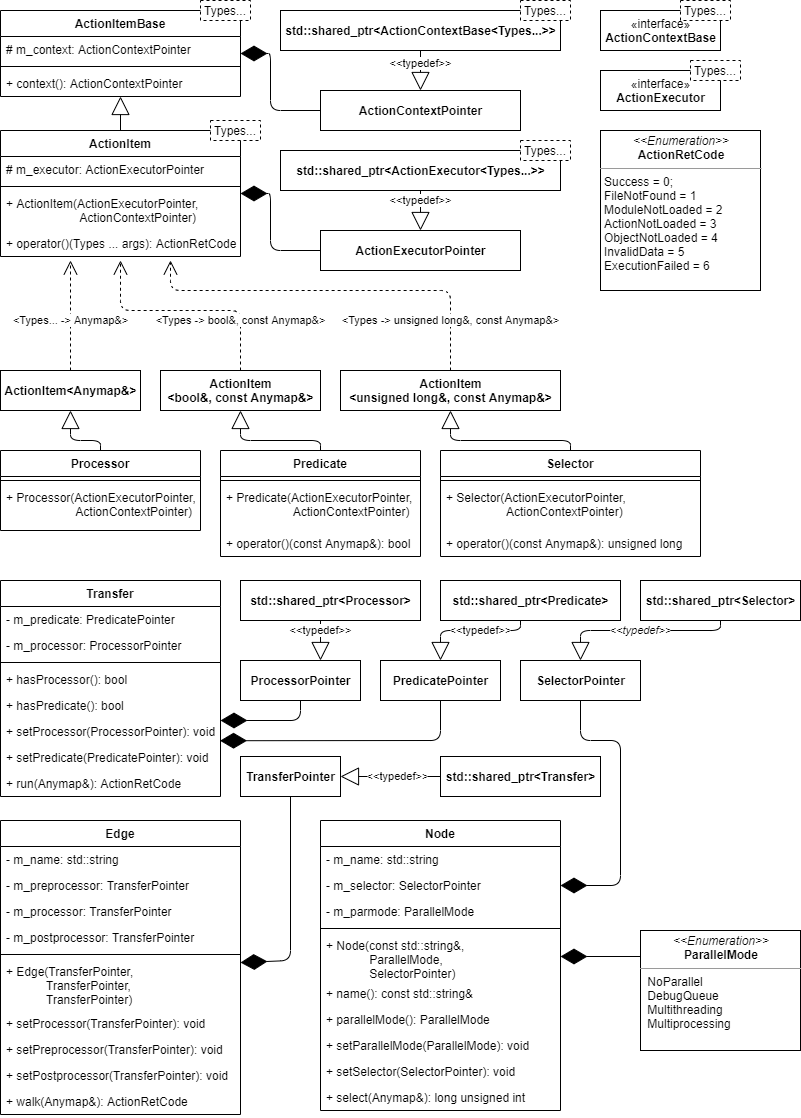 Types...
ActionItemBase
# m_context: ActionContextPointer
+ context(): ActionContextPointer
Types...
std::shared_ptr<ActionContextBase<Types...>>
<<typedef>>
ActionContextPointer
Types...
«interface»
ActionContextBase
Types...
«interface»
ActionExecutor
Types...
ActionItem
# m_executor: ActionExecutorPointer
+ ActionItem(ActionExecutorPointer,
ActionContextPointer)
+ operator()(Types ... args): ActionRetCode
Types...
std::shared_ptr<ActionExecutor<Types...>>
<<typedef>>
ActionExecutorPointer
<<Enumeration>>
ActionRetCode
Success = 0;
FileNotFound = 1
ModuleNotLoaded = 2
ActionNotLoaded = 3
ObjectNotLoaded = 4
InvalidData = 5
ExecutionFailed = 6
<Types... -> Anymap&>
<Types -> bool&, const Anymap&>
<Types -> unsigned long&, const Anymap&>
ActionItem<Anymap&>
ActionItem
<bool&, const Anymap&>
ActionItem
<unsigned long&, const Anymap&>
Processor
+ Processor(ActionExecutorPointer,
ActionContextPointer)
Predicate
+ Predicate(ActionExecutorPointer,
ActionContextPointer)
+ operator()(const Anymap&): bool
Selector
+ Selector(ActionExecutorPointer,
ActionContextPointer)
+ operator()(const Anymap&): unsigned long
Transfer
- m_predicate: PredicatePointer
- m_processor: ProcessorPointer
+ hasProcessor(): bool
+ hasPredicate(): bool
+ setProcessor(ProcessorPointer): void
+ setPredicate(PredicatePointer): void
+ run(Anymap&): ActionRetCode
std::shared_ptr<Processor>
<<typedef>>
ProcessorPointer
std::shared_ptr<Predicate>
<<typedef>>
PredicatePointer
std::shared_ptr<Selector>
<<typedef>>
SelectorPointer
TransferPointer
<<typedef>>
std::shared_ptr<Transfer>
Edge
- m_name: std::string
- m_preprocessor: TransferPointer
- m_processor: TransferPointer
- m_postprocessor: TransferPointer
+ Edge(TransferPointer,
TransferPointer,
TransferPointer)
+ setProcessor(TransferPointer): void
+ setPreprocessor(TransferPointer): void
+ setPostprocessor(TransferPointer): void
+ walk(Anymap&): ActionRetCode
Node
- m_name: std::string
- m_selector: SelectorPointer
- m_parmode: ParallelMode
+ Node(const std::string&,
ParallelMode,
SelectorPointer)
+ name(): const std::string&
+ parallelMode(): ParallelMode
+ setParallelMode(ParallelMode): void
+ setSelector(SelectorPointer): void
+ select(Anymap&): long unsigned int
<<Enumeration>>
ParallelMode
NoParallel
DebugQueue
Multithreading
Multiprocessing